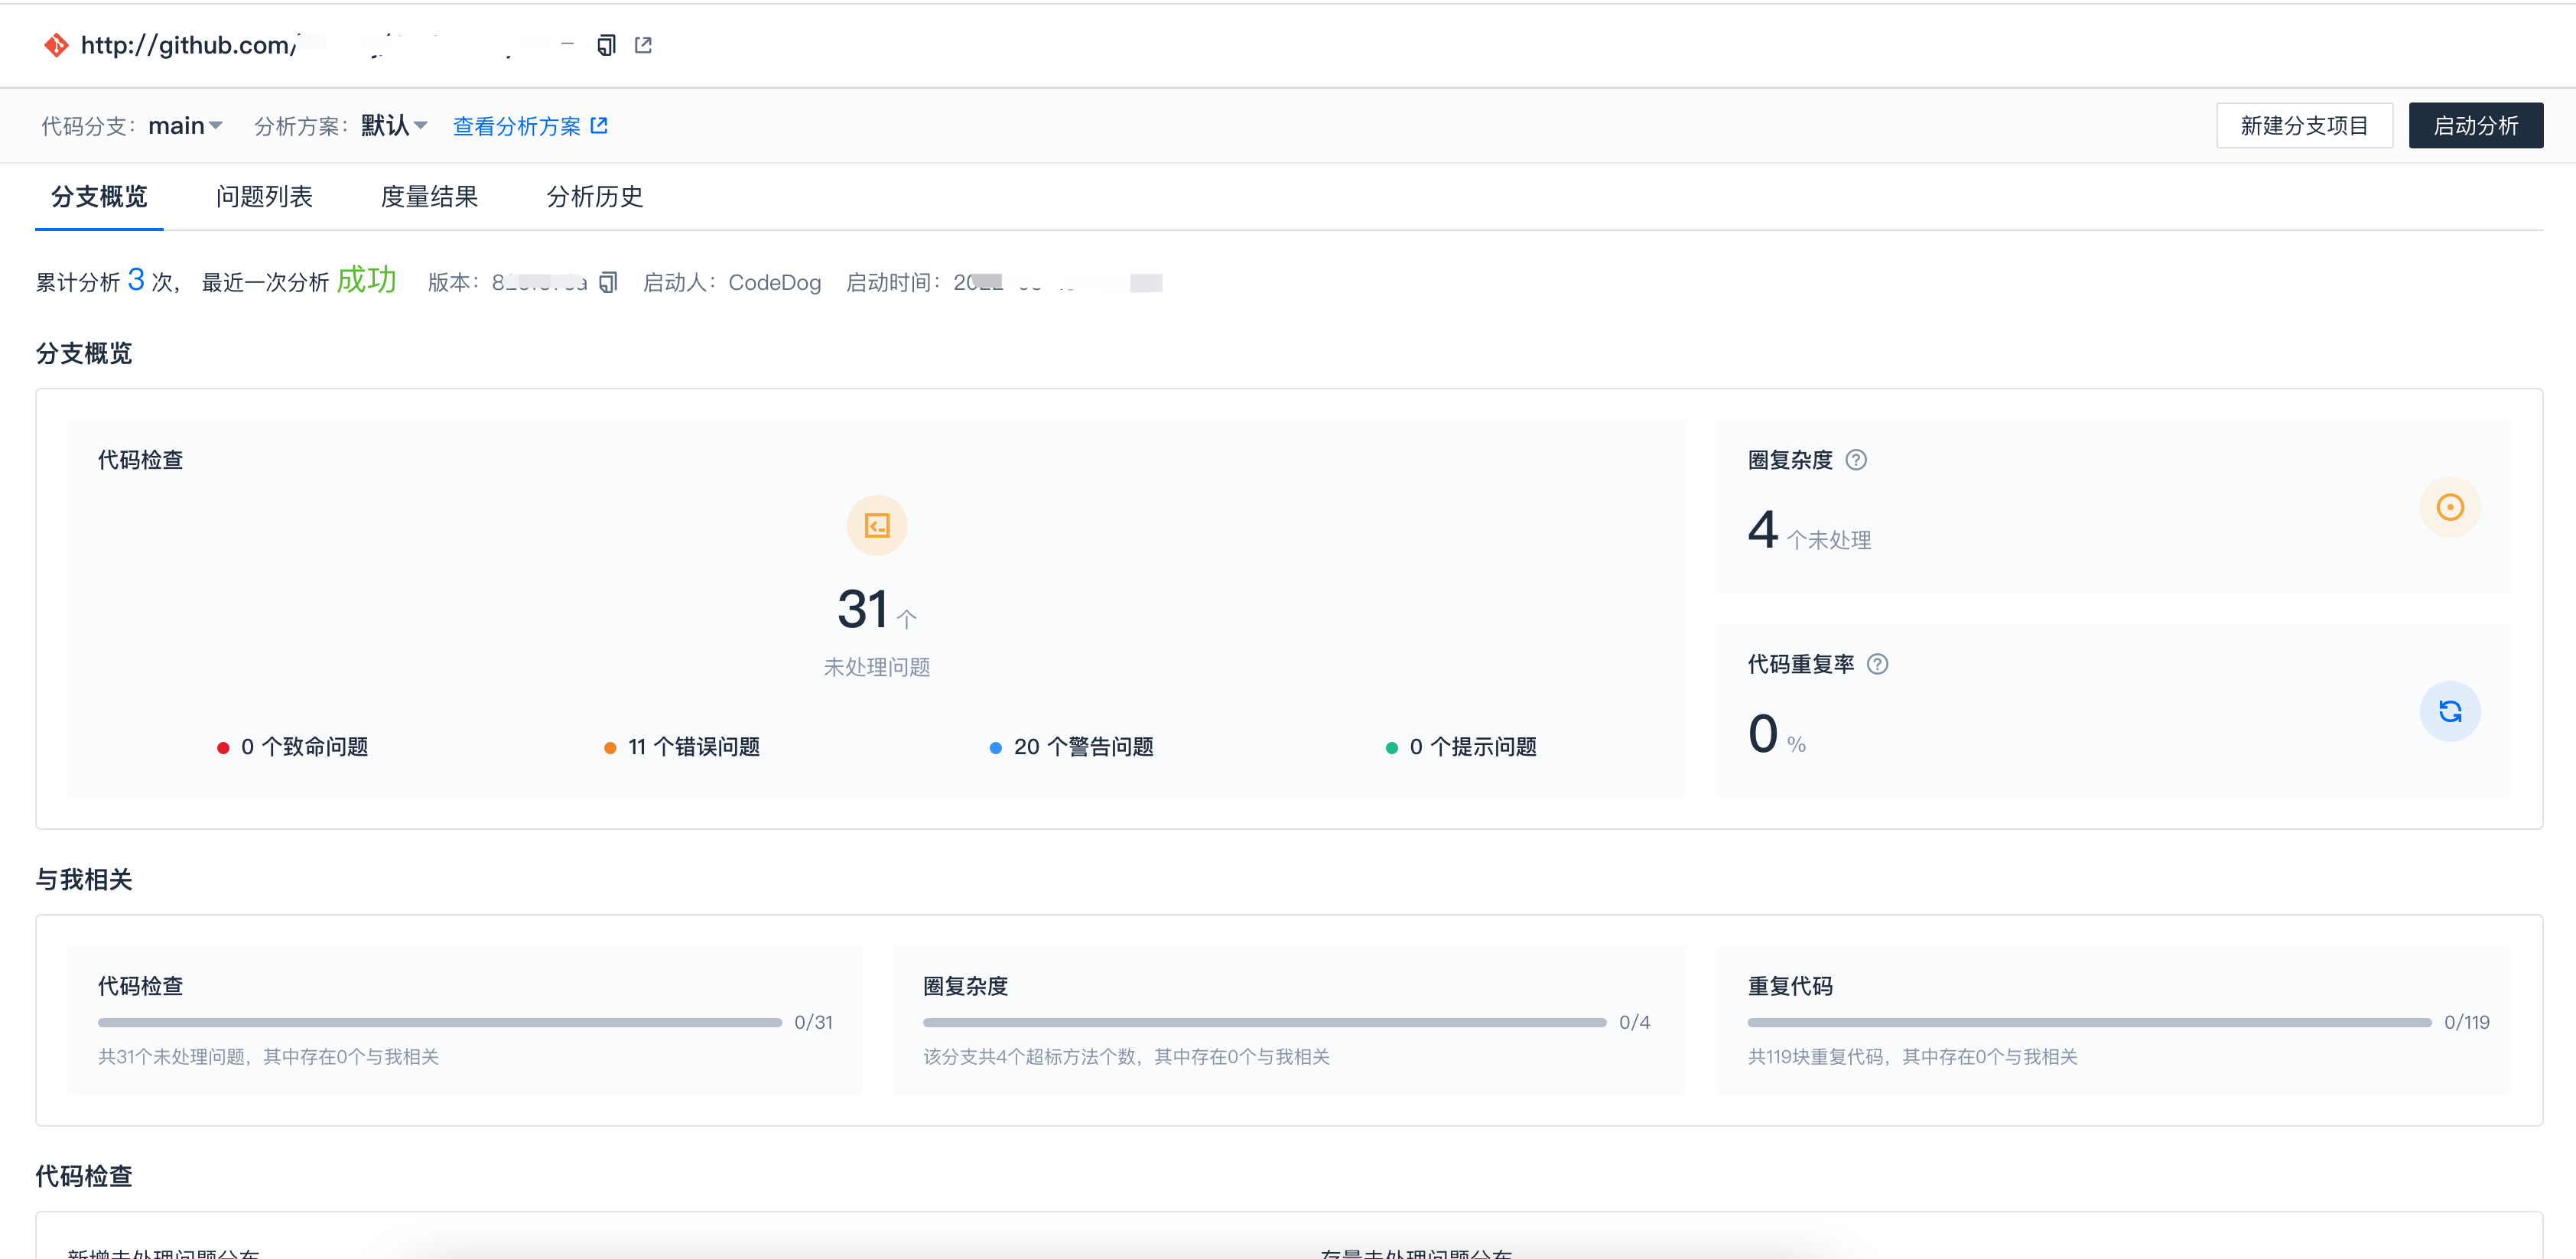 http://github.com/
代码分支： main 分析方案： 默认 查看分析方案 新建分支项目 启动分析
分支概览 问题列表 度量结果 分析历史
累计分析 3 次， 最近一次分析 成功 版本： 启动人： CodeDog 启动时间：
分支概览
代码检查
31 个
未处理问题
0 个致命问题 11 个错误问题 20 个警告问题 0 个提示问题
圈复杂度
4 个未处理
代码重复率
0 %
与我相关
代码检查
0/31
共31个未处理问题，其中存在0个与我相关
圈复杂度
0/4
该分支共4个超标方法个数，其中存在0个与我相关
重复代码
0/119
共119块重复代码，其中存在0个与我相关
代码检查
新增未处理问题分布 存量未处理问题分布